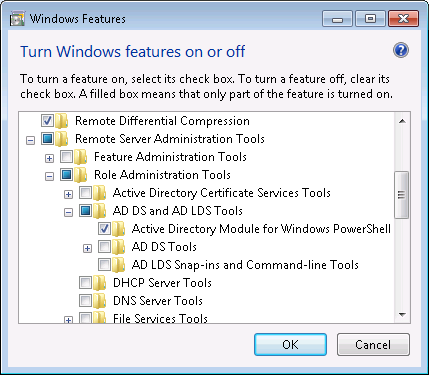 Windows Features
Turn Windows features on or off
To turn a feature on, select its check box. To turn a feature off, clear its
check box. A filled box means that only part of the feature is turned on.
Remote Differential Compression
Remote Server Administration Tools
Feature Administration Tools
Role Administration Tools
Active Directory Certificate Services Tools
AD DS and AD LDS Tools
Active Directory Module for Windows PowerShell
AD DS Tools
AD LDS Snap-ins and Command-line Tools
DHCP Server Tools
DNS Server Tools
File Services Tools
OK Cancel